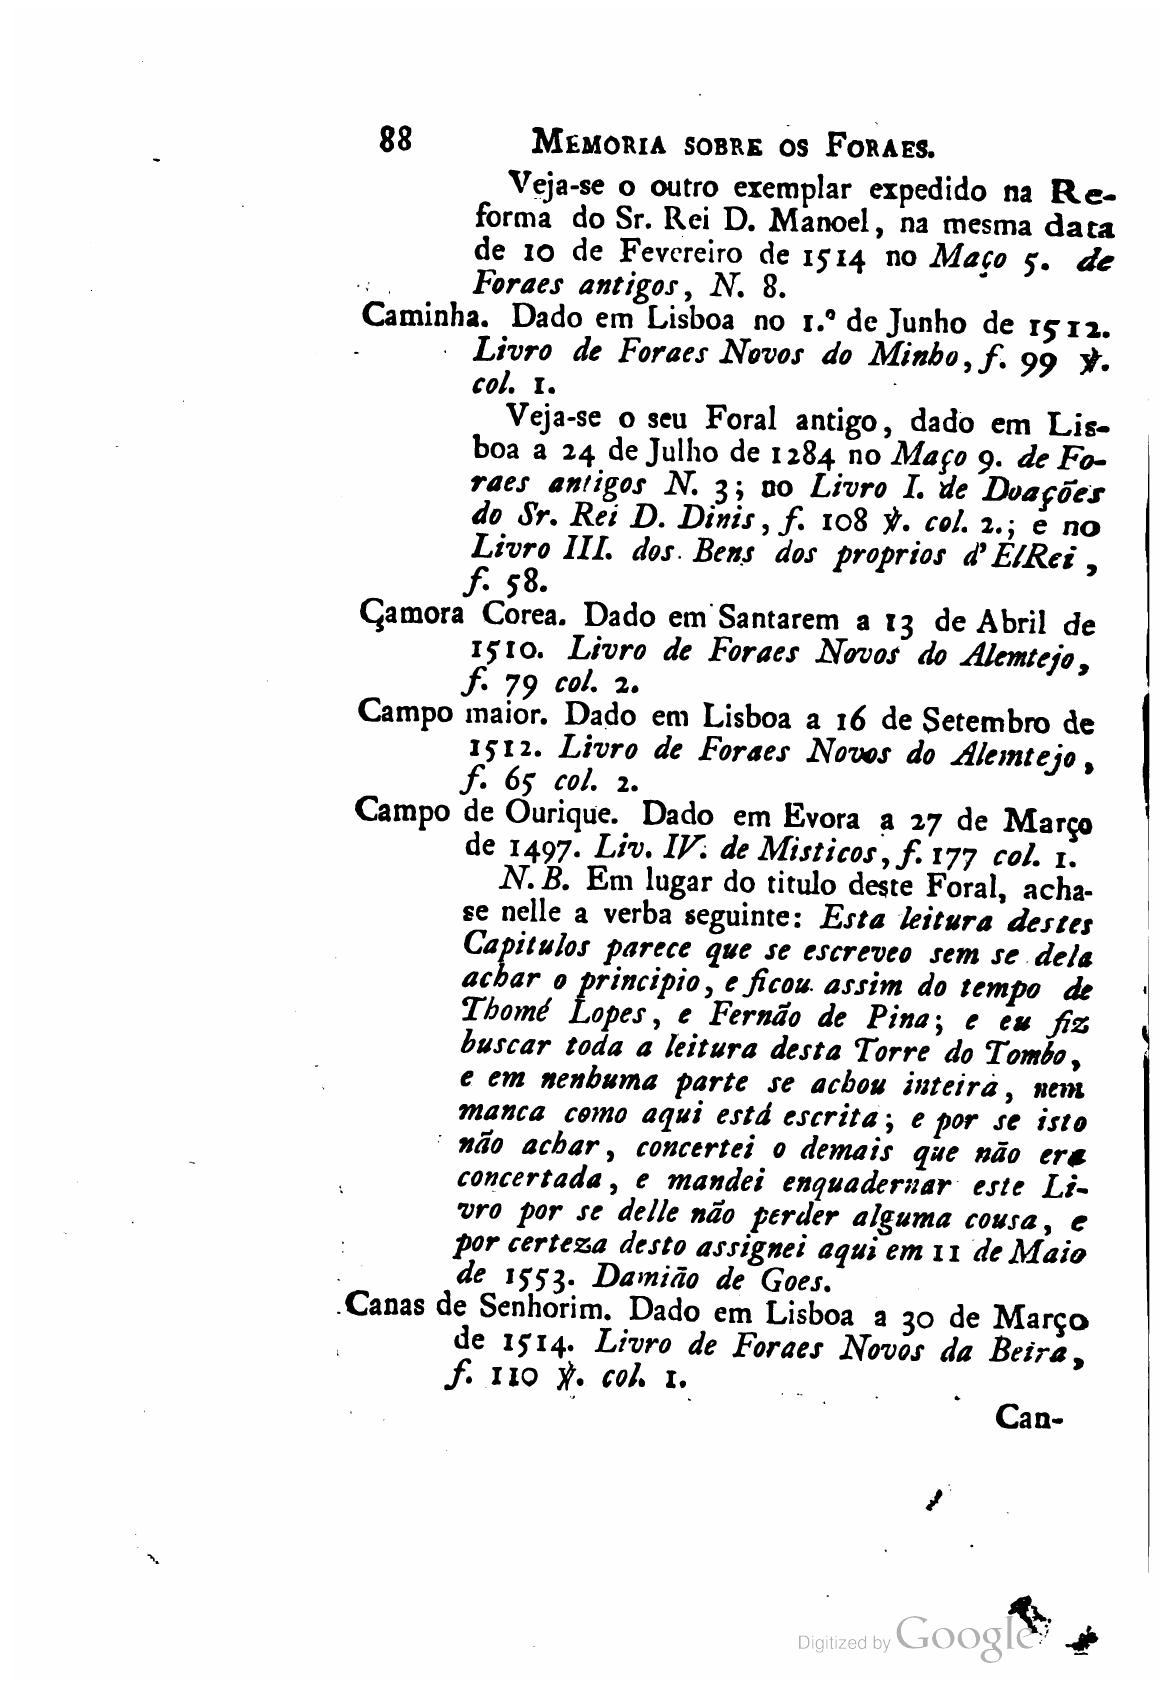 88 MEMORIA SOBRE OS FORAES.
Veja-se o outro exemplar expedido na Re-
forma do Sr. Rei D. Manoel, na mesma data
de 10 de Fevereiro de 1514 no Maço 5. de
Foraes antigos, N. 8.
Caminha. Dado em Lisboa no 1.º de Junho de 1512.
Livro de Foraes Novos do Minho, f. 99 ℣.
col. 1.
Veja-se o seu Foral antigo, dado em Lis-
boa a 24 de Julho de 1284 no Maço 9. de Fo-
raes antigos N. 3; no Livro I. de Doações
do Sr. Rei D. Dinis, f. 108 ℣. col. 2.; e no
Livro III. dos Bens dos proprios d'ElRei,
f. 58.
Çamora Corea. Dado em Santarem a 13 de Abril de
1510. Livro de Foraes Novos do Alemtejo,
f. 79 col. 2.
Campo maior. Dado em Lisboa a 16 de Setembro de
1512. Livro de Foraes Novos do Alemtejo,
f. 65 col. 2.
Campo de Ourique. Dado em Evora a 27 de Março
de 1497. Liv. IV. de Misticos, f. 177 col. 1.
N. B. Em lugar do titulo deste Foral, acha-
se nelle a verba seguinte: Esta leitura destes
Capitulos parece que se escreveo sem se dela
achar o principio, e ficou assim do tempo de
Thomé Lopes, e Fernão de Pina; e eu fiz
buscar toda a leitura desta Torre do Tombo,
e em nenhuma parte se achou inteira, nem
manca como aqui está escrita; e por se isto
não achar, concertei o demais que não era
concertada, e mandei enquadernar este Li-
vro por se delle não perder alguma cousa, e
por certeza desto assignei aqui em 11 de Maio
de 1553. Damião de Goes.
Canas de Senhorim. Dado em Lisboa a 30 de Março
de 1514. Livro de Foraes Novos da Beira,
f. 110 ℣. col. 1.
Can-
Digitized by Google